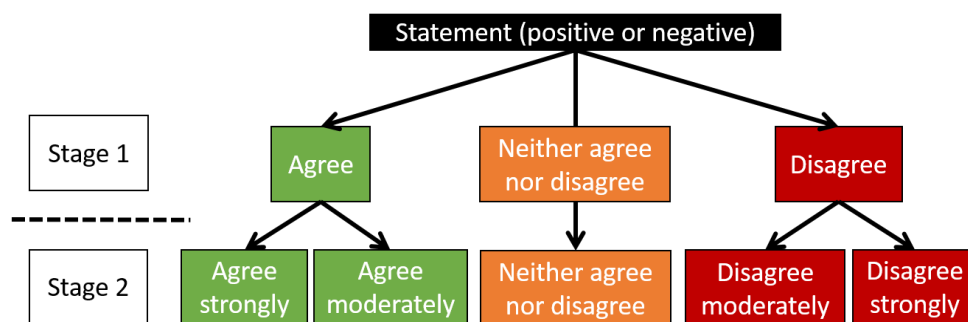 Statement (positive or negative)
Stage 1
Agree
Neither agree
nor disagree
Disagree
Stage 2
Agree
strongly
Agree
moderately
Neither agree
nor disagree
Disagree
moderately
Disagree
strongly